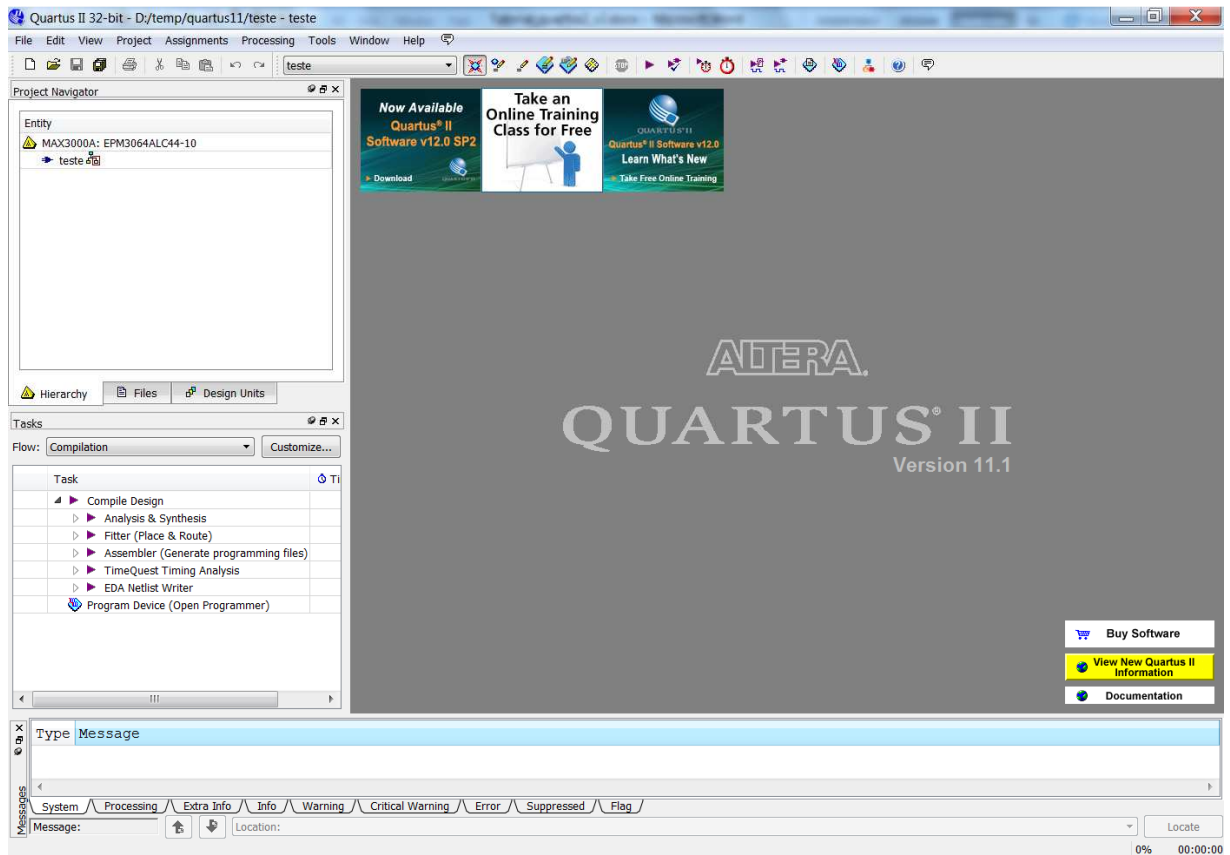 Quartus II 32-bit - D:/temp/quartus11/teste - teste
File Edit View Project Assignments Processing Tools Window Help
teste
Project Navigator
Entity
MAX3000A: EPM3064ALC44-10
teste
Hierarchy Files Design Units
Tasks
Flow: Compilation Customize...
Task Ti
Compile Design
Analysis & Synthesis
Fitter (Place & Route)
Assembler (Generate programming files)
TimeQuest Timing Analysis
EDA Netlist Writer
Program Device (Open Programmer)
Now Available
Quartus® II
Software v12.0 SP2
Download
Take an
Online Training
Class for Free
QUARTUS® II
Quartus® II Software v12.0
Learn What's New
Take Free Online Training
ALTERA.
QUARTUS® II
Version 11.1
Buy Software
View New Quartus II
Information
Documentation
Type Message
System Processing Extra Info Info Warning Critical Warning Error Suppressed Flag
Messages
Message: Location: Locate
0% 00:00:00